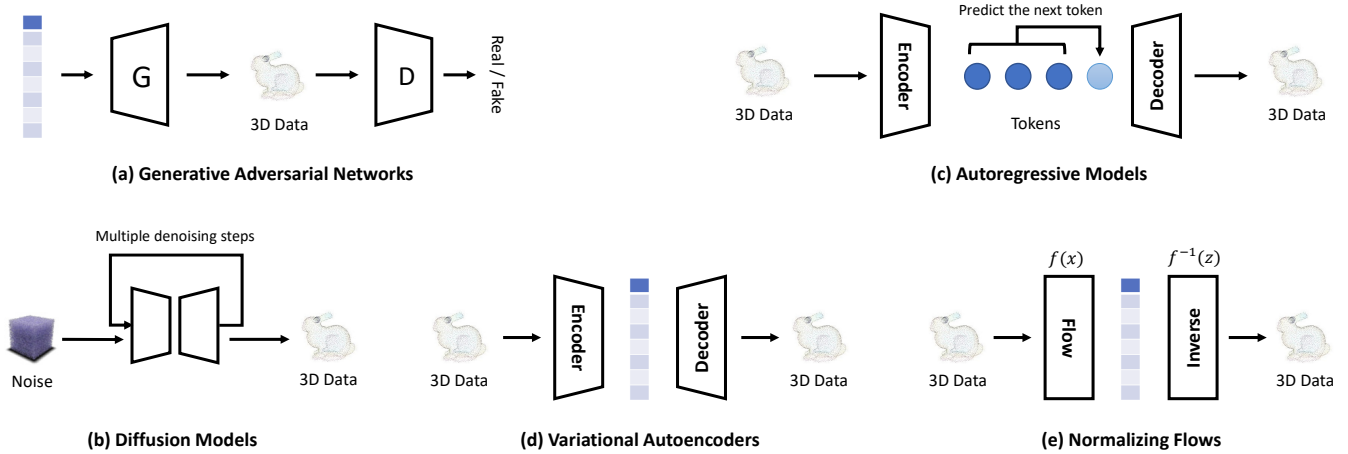 G
3D Data
D
Real / Fake
(a) Generative Adversarial Networks
Predict the next token
3D Data
Encoder
Tokens
Decoder
3D Data
(c) Autoregressive Models
Multiple denoising steps
Noise
3D Data
(b) Diffusion Models
3D Data
Encoder
Decoder
3D Data
(d) Variational Autoencoders
f(x)
f⁻¹(z)
3D Data
Flow
Inverse
3D Data
(e) Normalizing Flows